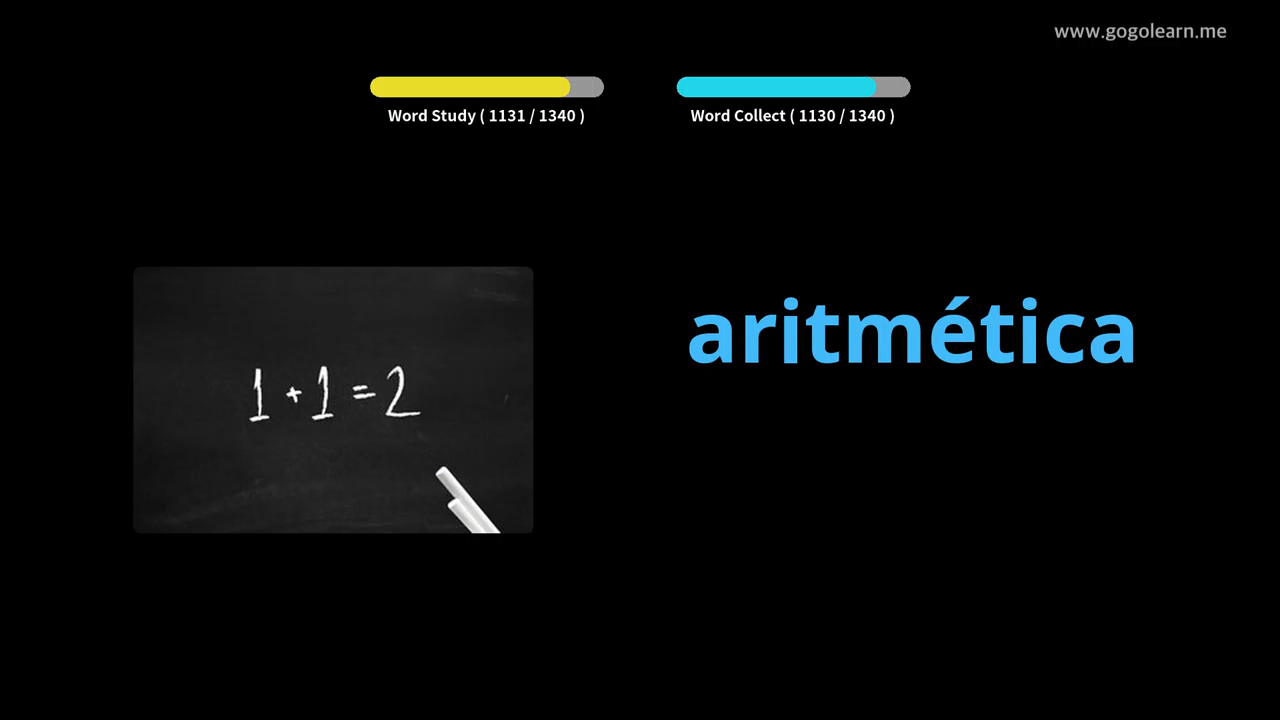 www.gogolearn.me
Word Study ( 1131 / 1340 )
Word Collect ( 1130 / 1340 )
aritmética
1 + 1 = 2